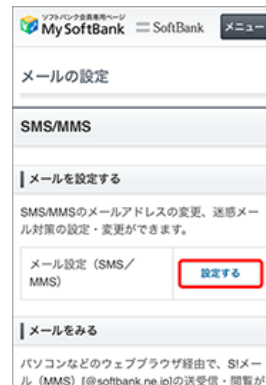 ソフトバンク会員専用ページ
My SoftBank
SoftBank
メニュー
メールの設定
SMS/MMS
メールを設定する
SMS/MMSのメールアドレスの変更、迷惑メー
ル対策の設定・変更ができます。
メール設定（SMS/
MMS）
設定する
メールをみる
パソコンなどのウェブブラウザ経由で、S!メー
ル（MMS）[@softbank.ne.jp]の送受信・閲覧が